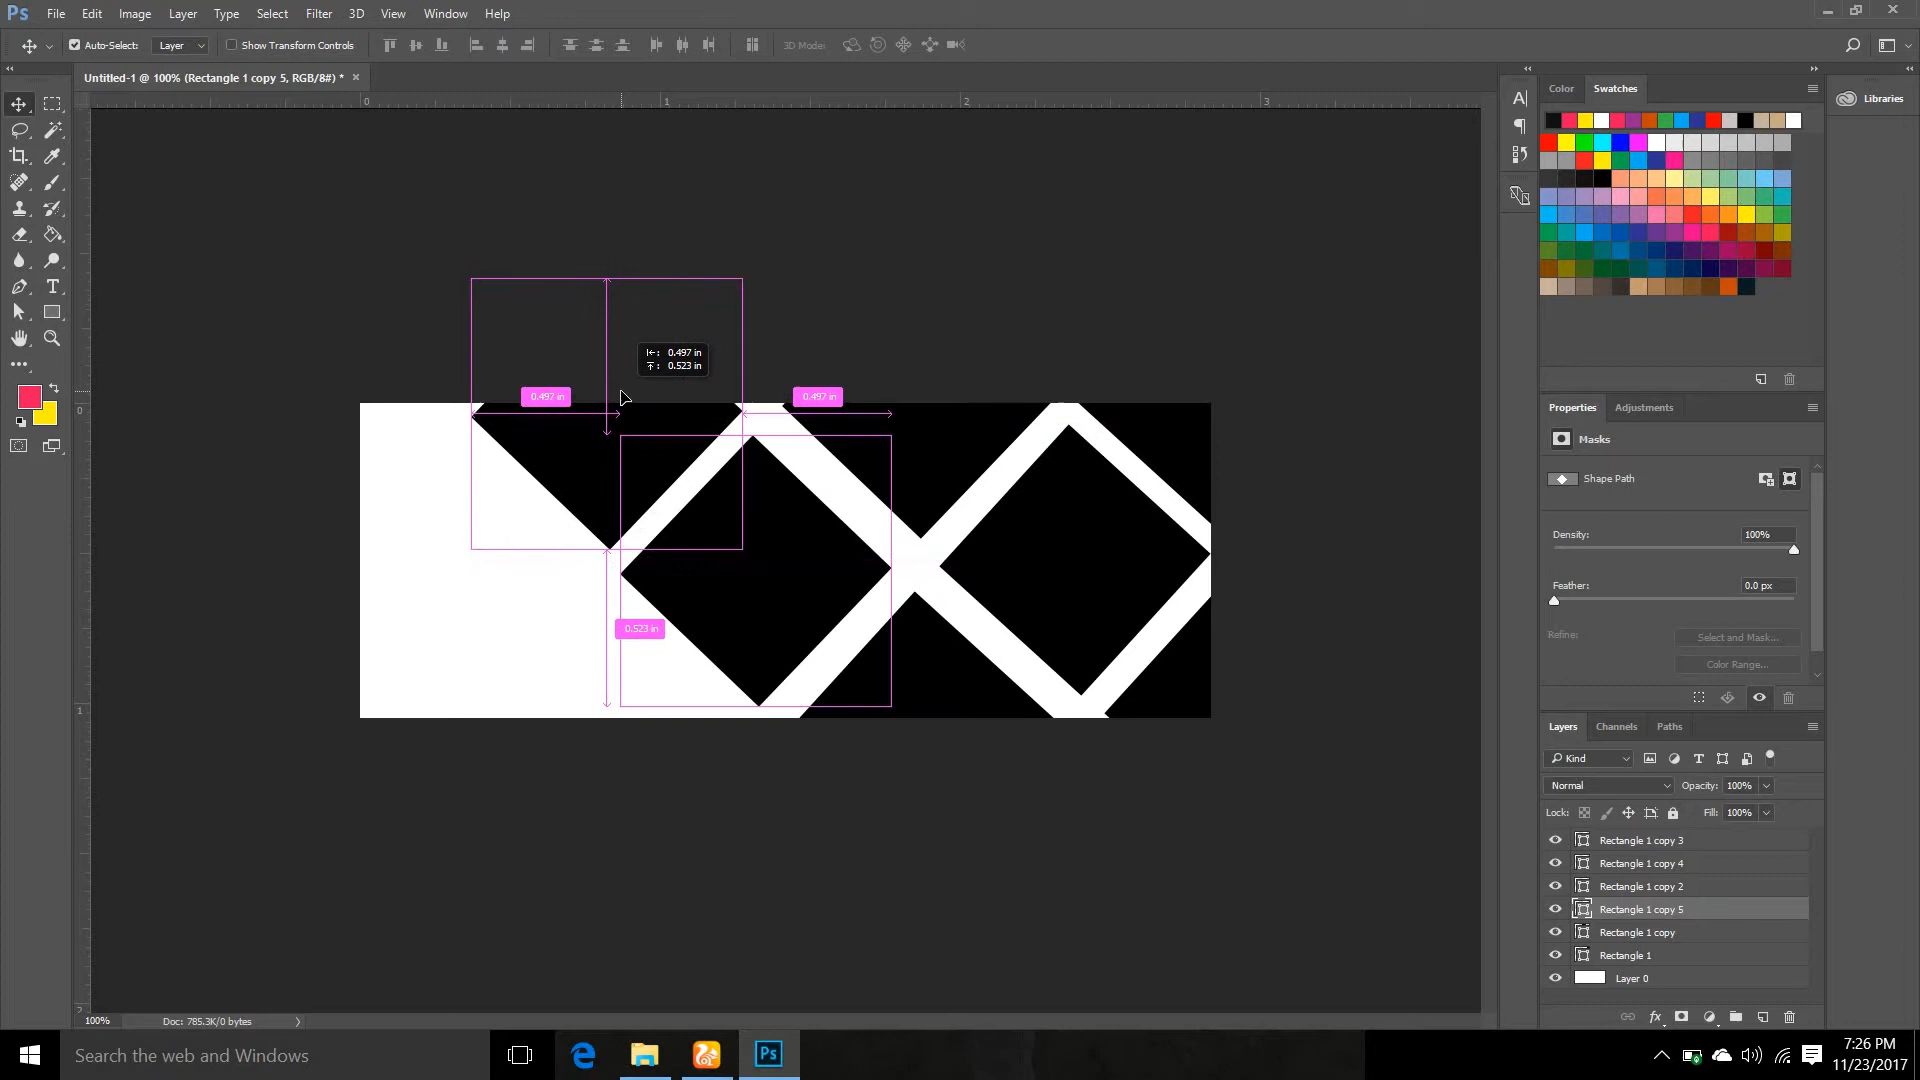 Ps File Edit Image Layer Type Select Filter 3D View Window Help
Auto-Select: Layer Show Transform Controls 3D Mode:
Untitled-1 @ 100% (Rectangle 1 copy 5, RGB/8#) * ×
0 1 2 3
0
1
2
0.497 in
0.523 in
0.497 in 0.497 in
0.523 in
100% Doc: 785.3K/0 bytes
Color Swatches
Libraries
Properties Adjustments
Masks
Shape Path
Density: 100%
Feather: 0.0 px
Refine: Select and Mask...
Color Range...
Layers Channels Paths
Kind
Normal Opacity: 100%
Lock: Fill: 100%
Rectangle 1 copy 3
Rectangle 1 copy 4
Rectangle 1 copy 2
Rectangle 1 copy 5
Rectangle 1 copy
Rectangle 1
Layer 0
fx
Search the web and Windows
Ps
7:26 PM
11/23/2017